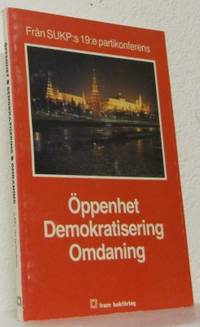 Från SUKP:s 19:e partikonferens
Öppenhet
Demokratisering
Omdaning
fram bokförlag